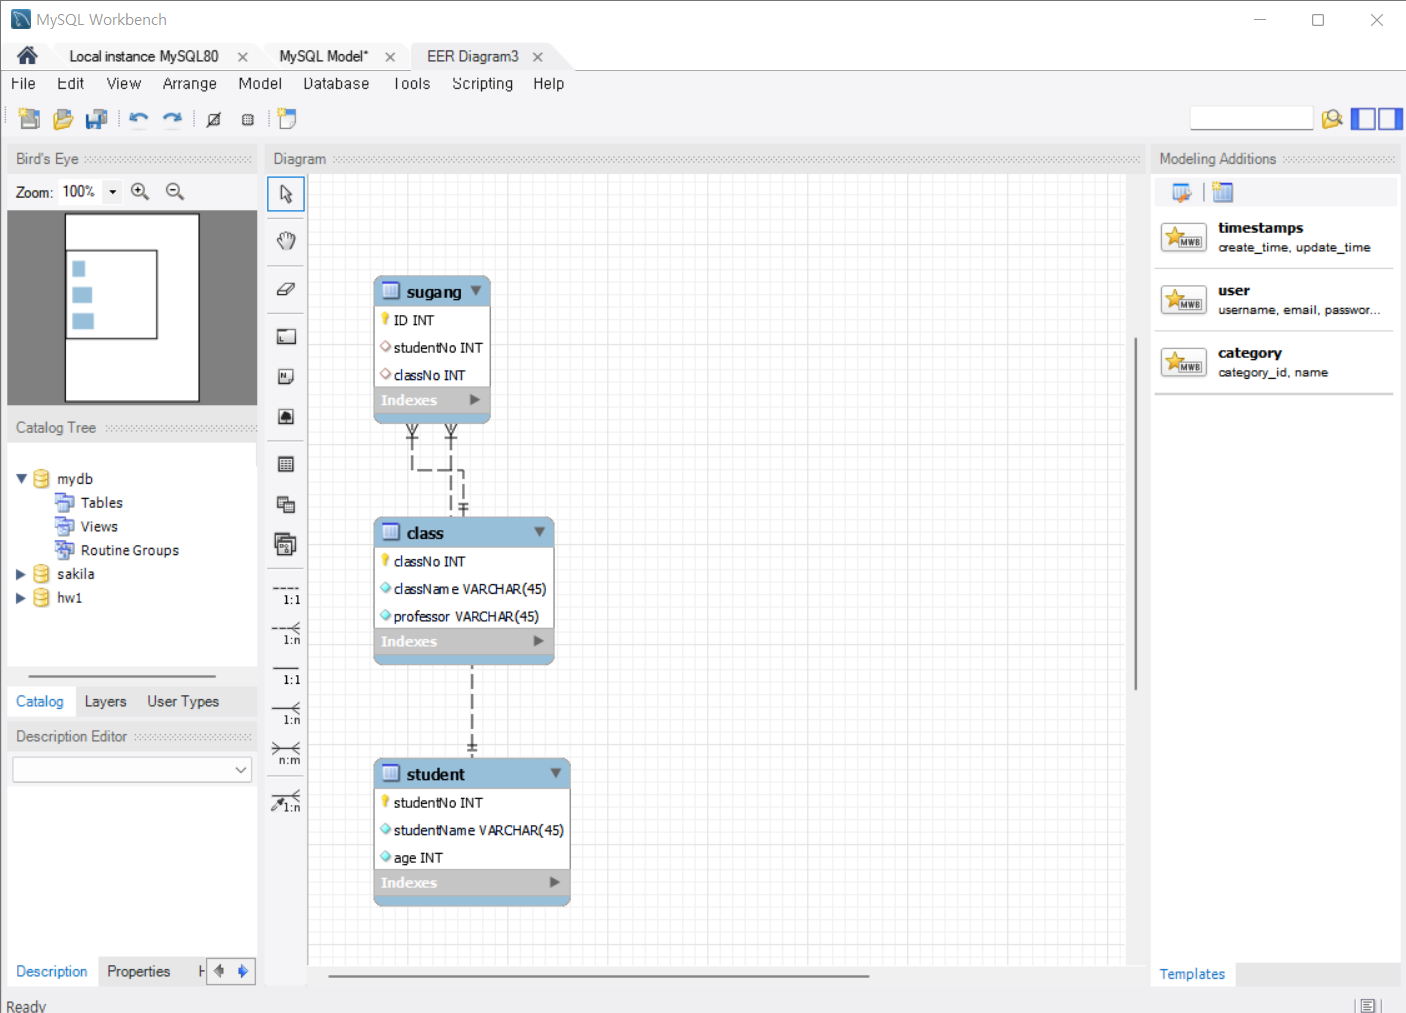 MySQL Workbench
Local instance MySQL80
MySQL Model*
EER Diagram3
File Edit View Arrange Model Database Tools Scripting Help
Bird's Eye
Zoom: 100%
Catalog Tree
mydb
Tables
Views
Routine Groups
sakila
hw1
Catalog Layers User Types
Description Editor
Description Properties H
Ready
Diagram
1:1
1:n
1:1
1:n
n:m
1:n
sugang
ID INT
studentNo INT
classNo INT
Indexes
class
classNo INT
className VARCHAR(45)
professor VARCHAR(45)
Indexes
student
studentNo INT
studentName VARCHAR(45)
age INT
Indexes
Modeling Additions
MWB
timestamps
create_time, update_time
MWB
user
username, email, passwor...
MWB
category
category_id, name
Templates